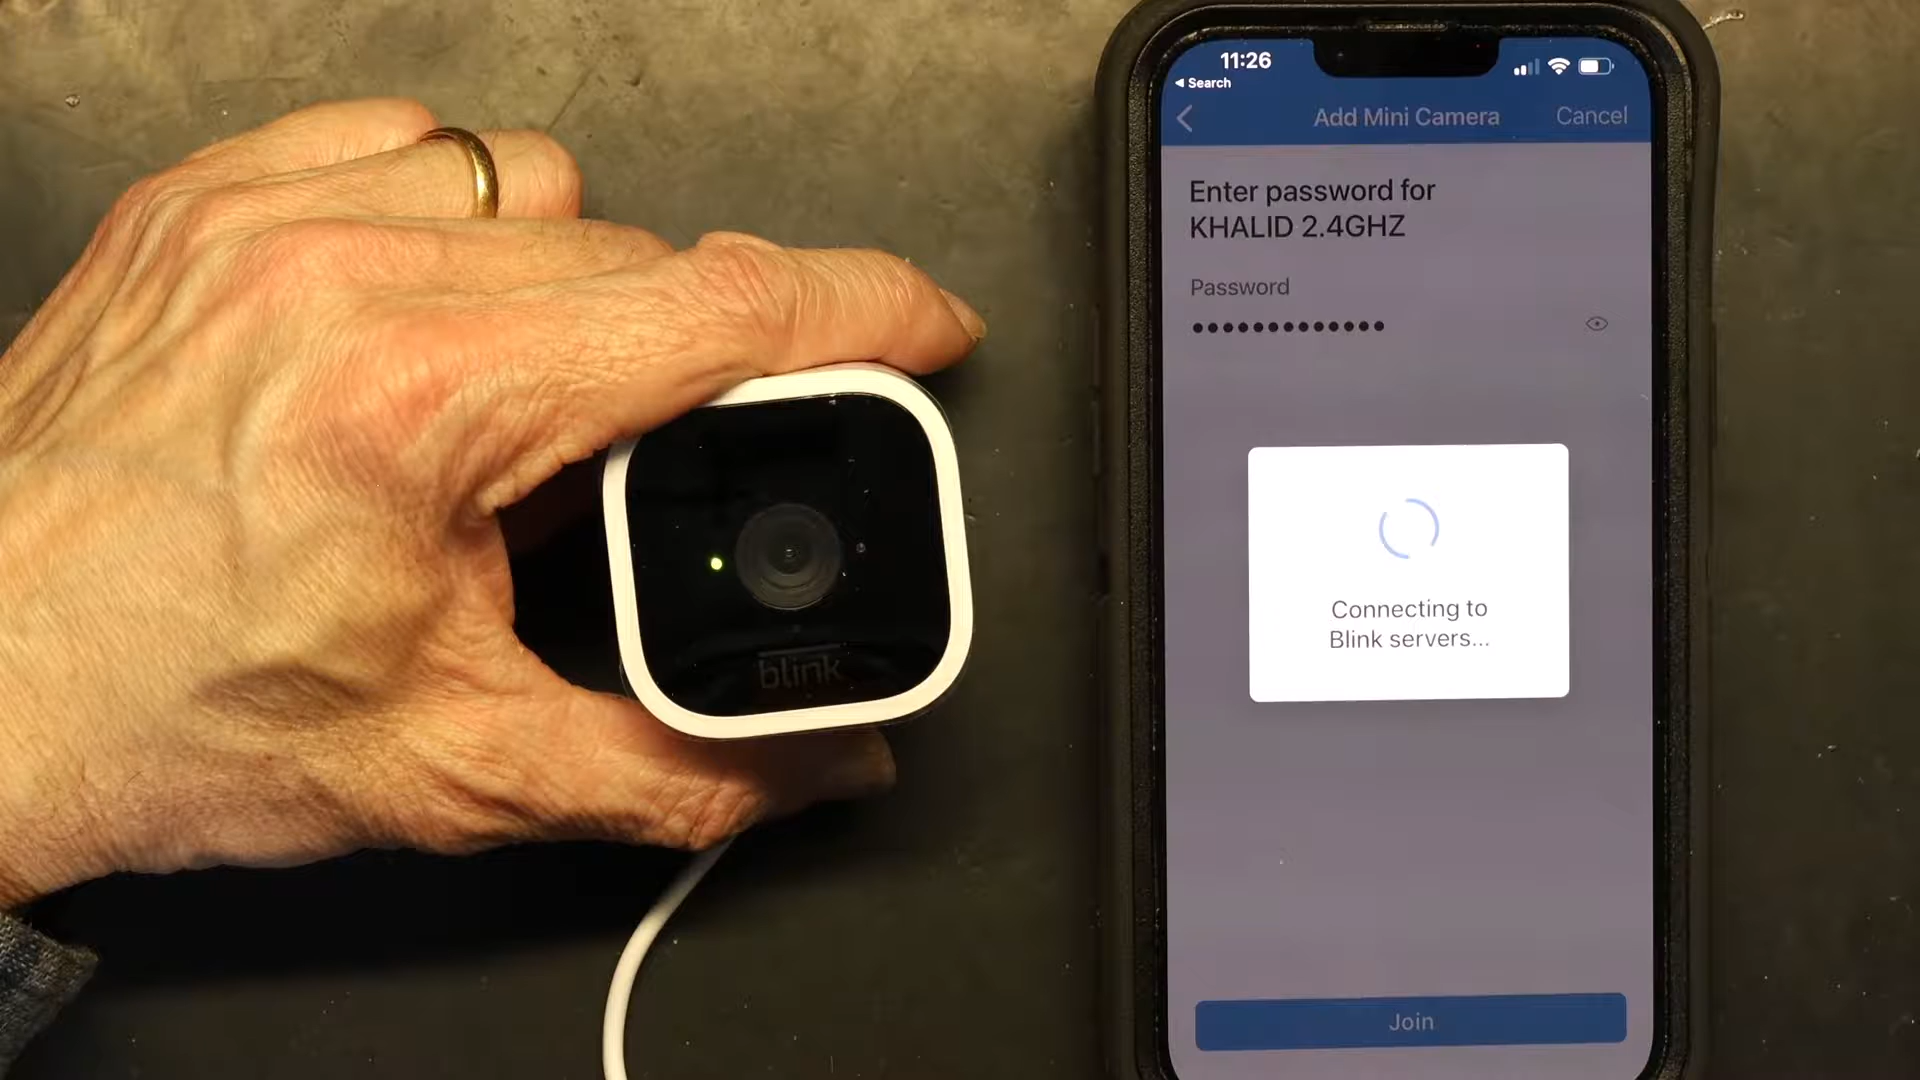 11:26
Search
Add Mini Camera
Cancel
Enter password for
KHALID 2.4GHZ
Password
•••••••••••••
Connecting to
Blink servers...
Join
blink